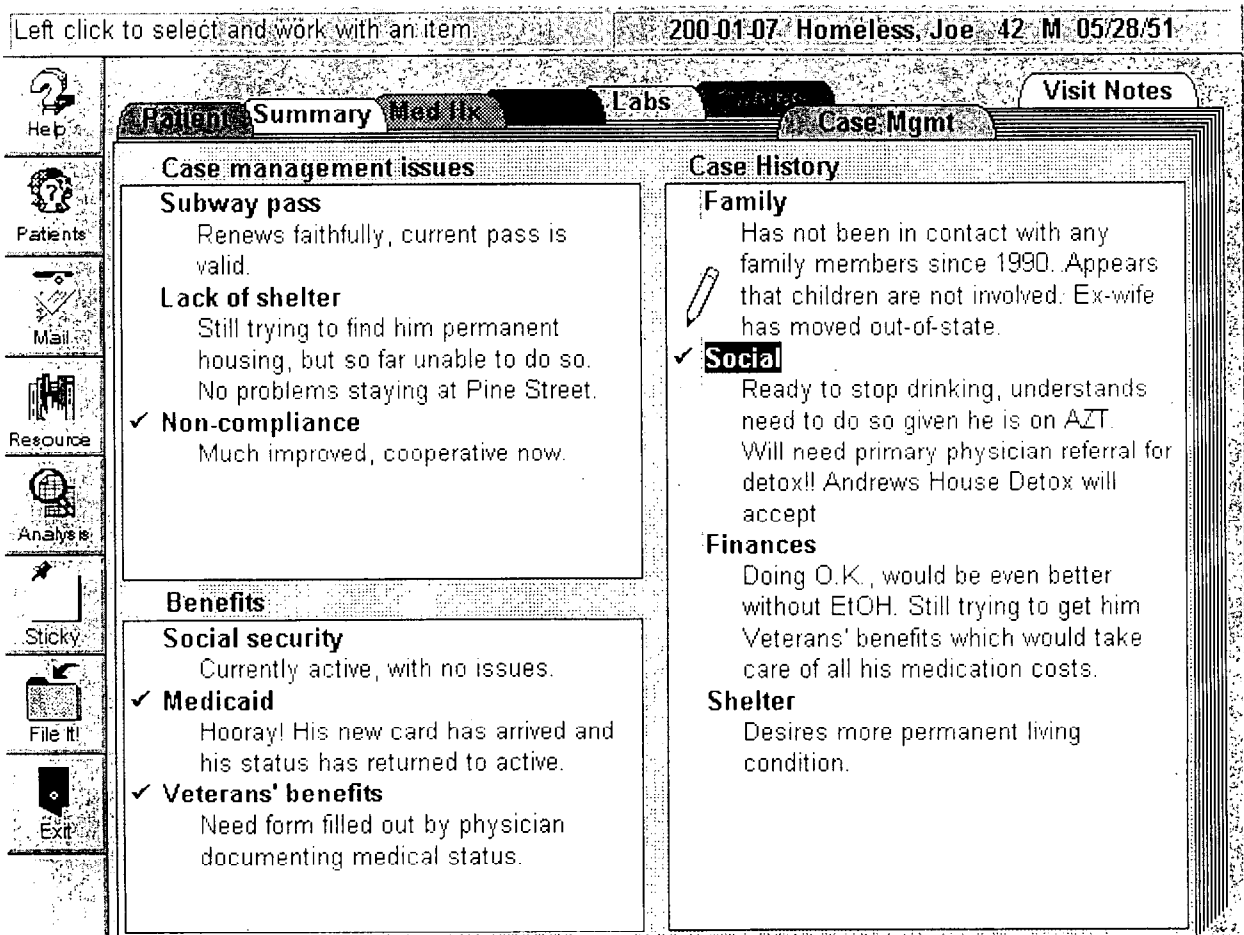 Left click to select and work with an item
200-01-07 Homeless, Joe 42 M 05/28/51
Help
Patients
Mail
Resource
Analysis
Sticky
File It!
Exit
Patient
Summary
Med Hx
Labs
Case Mgmt
Visit Notes
Case management issues
Subway pass
Renews faithfully, current pass is
valid.
Lack of shelter
Still trying to find him permanent
housing, but so far unable to do so.
No problems staying at Pine Street.
✓ Non-compliance
Much improved, cooperative now.
Benefits
Social security
Currently active, with no issues.
✓ Medicaid
Hooray! His new card has arrived and
his status has returned to active.
✓ Veterans' benefits
Need form filled out by physician
documenting medical status.
Case History
Family
Has not been in contact with any
family members since 1990. Appears
that children are not involved. Ex-wife
has moved out-of-state.
✓ Social
Ready to stop drinking, understands
need to do so given he is on AZT.
Will need primary physician referral for
detox!! Andrews House Detox will
accept
Finances
Doing O.K., would be even better
without EtOH. Still trying to get him
Veterans' benefits which would take
care of all his medication costs.
Shelter
Desires more permanent living
condition.